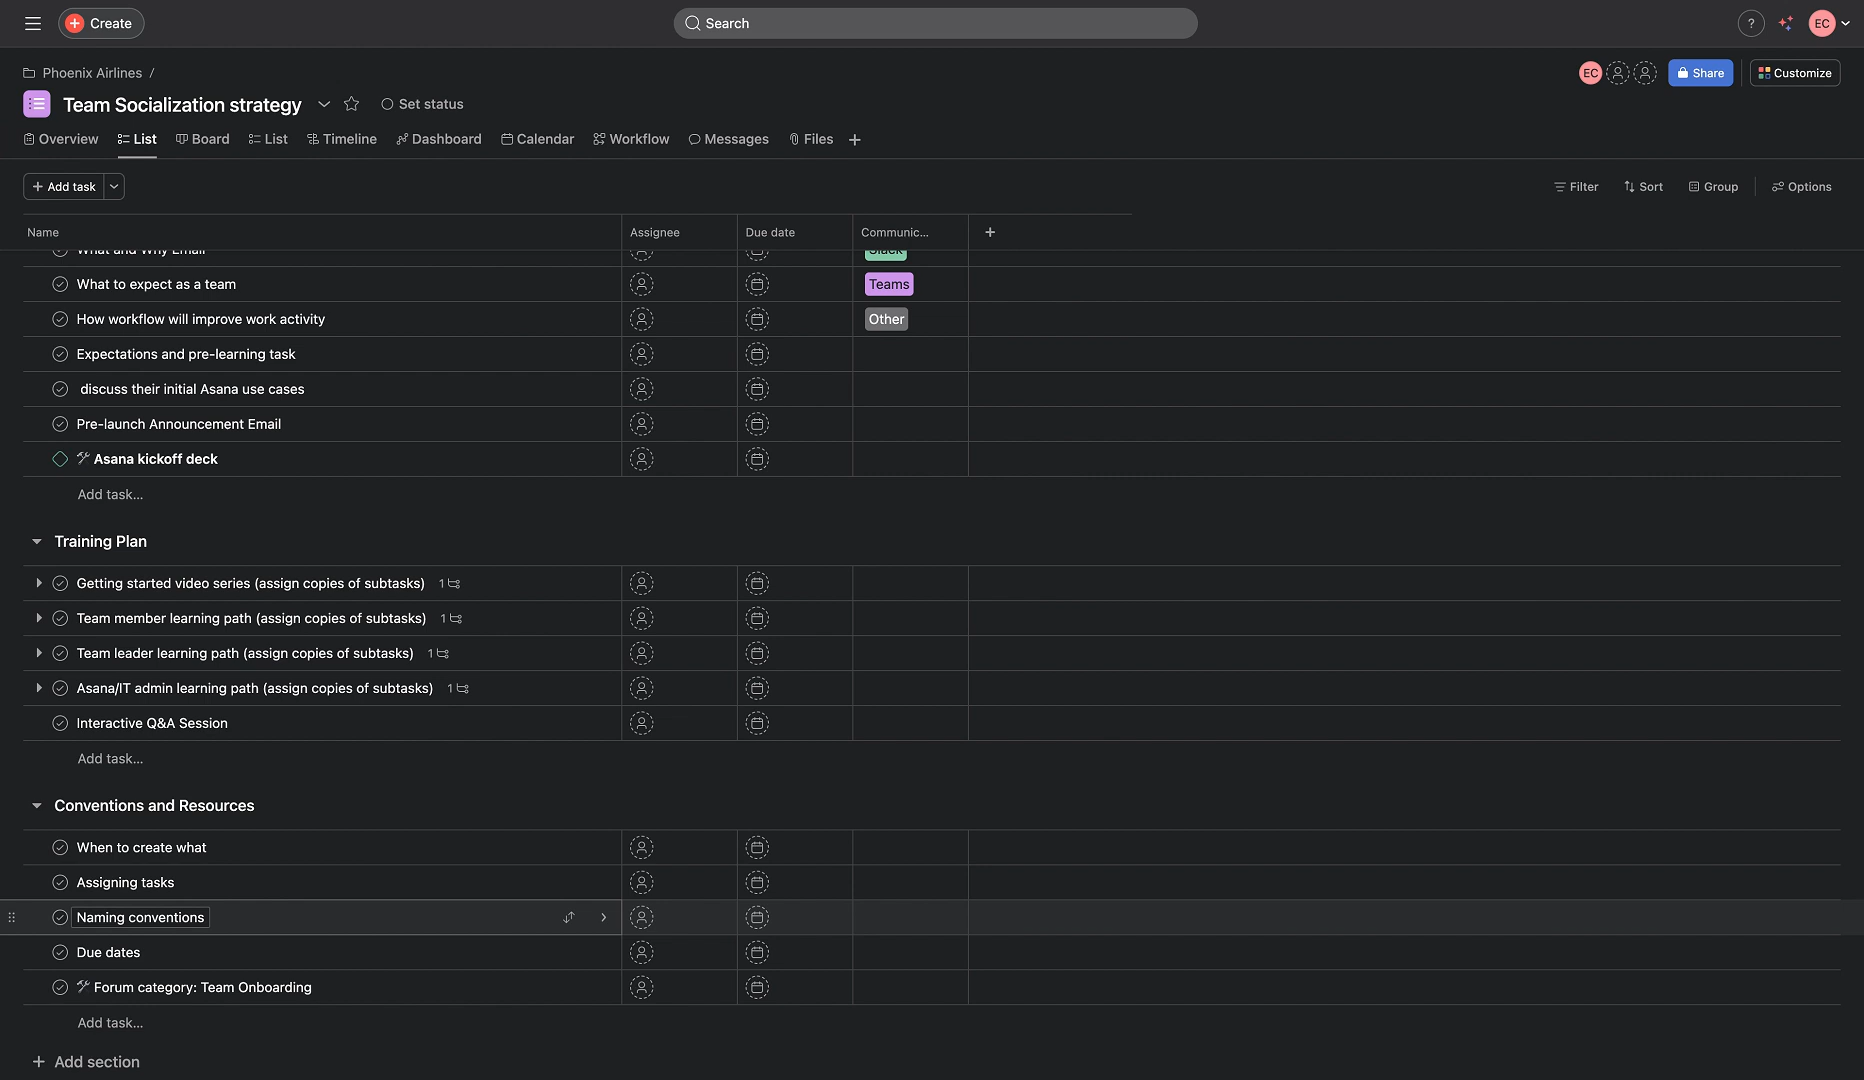 Create
Search
?
EC
Phoenix Airlines /
EC
Share
Customize
Team Socialization strategy
Set status
Overview
List
Board
List
Timeline
Dashboard
Calendar
Workflow
Messages
Files
+
+ Add task
Filter
Sort
Group
Options
Name
Assignee
Due date
Communic...
+
What and Why Email
Slack
What to expect as a team
Teams
How workflow will improve work activity
Other
Expectations and pre-learning task
discuss their initial Asana use cases
Pre-launch Announcement Email
Asana kickoff deck
Add task...
Training Plan
Getting started video series (assign copies of subtasks) 1
Team member learning path (assign copies of subtasks) 1
Team leader learning path (assign copies of subtasks) 1
Asana/IT admin learning path (assign copies of subtasks) 1
Interactive Q&A Session
Add task...
Conventions and Resources
When to create what
Assigning tasks
Naming conventions
Due dates
Forum category: Team Onboarding
Add task...
+ Add section